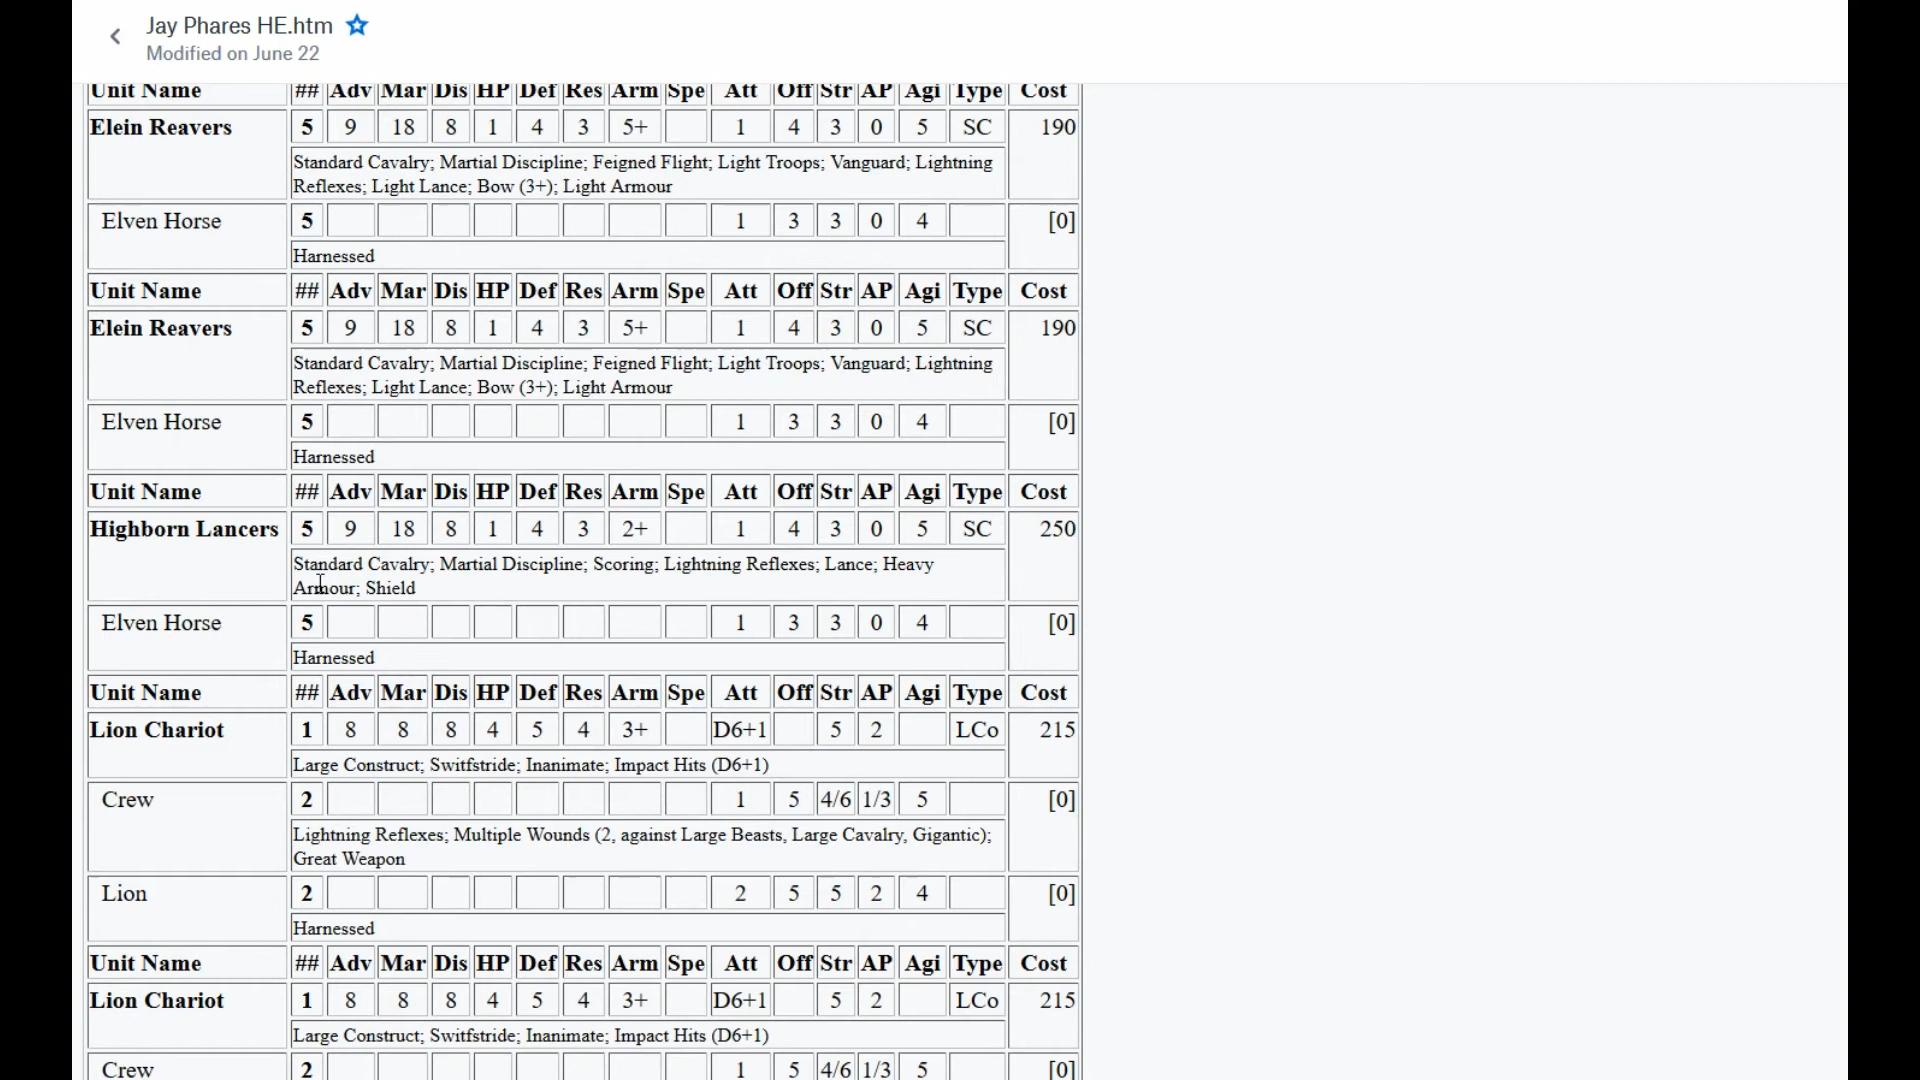 Jay Phares HE.htm
Modified on June 22
Unit Name ## Adv Mar Dis HP Def Res Arm Spe Att Off Str AP Agi Type Cost
Elein Reavers 5 9 18 8 1 4 3 5+ 1 4 3 0 5 SC 190
Standard Cavalry; Martial Discipline; Feigned Flight; Light Troops; Vanguard; Lightning
Reflexes; Light Lance; Bow (3+); Light Armour
Elven Horse 5 1 3 3 0 4 [0]
Harnessed
Unit Name ## Adv Mar Dis HP Def Res Arm Spe Att Off Str AP Agi Type Cost
Elein Reavers 5 9 18 8 1 4 3 5+ 1 4 3 0 5 SC 190
Standard Cavalry; Martial Discipline; Feigned Flight; Light Troops; Vanguard; Lightning
Reflexes; Light Lance; Bow (3+); Light Armour
Elven Horse 5 1 3 3 0 4 [0]
Harnessed
Unit Name ## Adv Mar Dis HP Def Res Arm Spe Att Off Str AP Agi Type Cost
Highborn Lancers 5 9 18 8 1 4 3 2+ 1 4 3 0 5 SC 250
Standard Cavalry; Martial Discipline; Scoring; Lightning Reflexes; Lance; Heavy
Armour; Shield
Elven Horse 5 1 3 3 0 4 [0]
Harnessed
Unit Name ## Adv Mar Dis HP Def Res Arm Spe Att Off Str AP Agi Type Cost
Lion Chariot 1 8 8 8 4 5 4 3+ D6+1 5 2 LCo 215
Large Construct; Switfstride; Inanimate; Impact Hits (D6+1)
Crew 2 1 5 4/6 1/3 5 [0]
Lightning Reflexes; Multiple Wounds (2, against Large Beasts, Large Cavalry, Gigantic);
Great Weapon
Lion 2 2 5 5 2 4 [0]
Harnessed
Unit Name ## Adv Mar Dis HP Def Res Arm Spe Att Off Str AP Agi Type Cost
Lion Chariot 1 8 8 8 4 5 4 3+ D6+1 5 2 LCo 215
Large Construct; Switfstride; Inanimate; Impact Hits (D6+1)
Crew 2 1 5 4/6 1/3 5 [0]